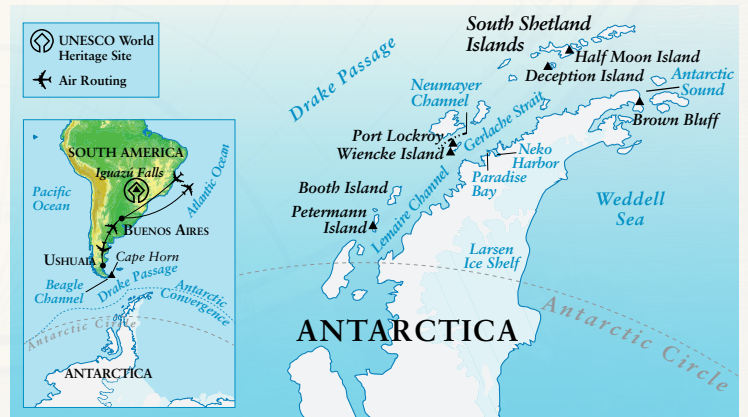 UNESCO World
Heritage Site
Air Routing
SOUTH AMERICA
Iguazú Falls
Pacific
Ocean
Atlantic Ocean
BUENOS AIRES
USHUAIA
Cape Horn
Beagle
Channel
Drake Passage
Antarctic
Convergence
Antarctic Circle
ANTARCTICA
Drake Passage
South Shetland
Islands
Half Moon Island
Deception Island
Antarctic
Sound
Brown Bluff
Neumayer
Channel
Gerlache Strait
Port Lockroy
Wiencke Island
Neko
Harbor
Paradise
Bay
Booth Island
Petermann
Island
Lemaire Channel
Weddell
Sea
Larsen
Ice Shelf
ANTARCTICA
Antarctic Circle